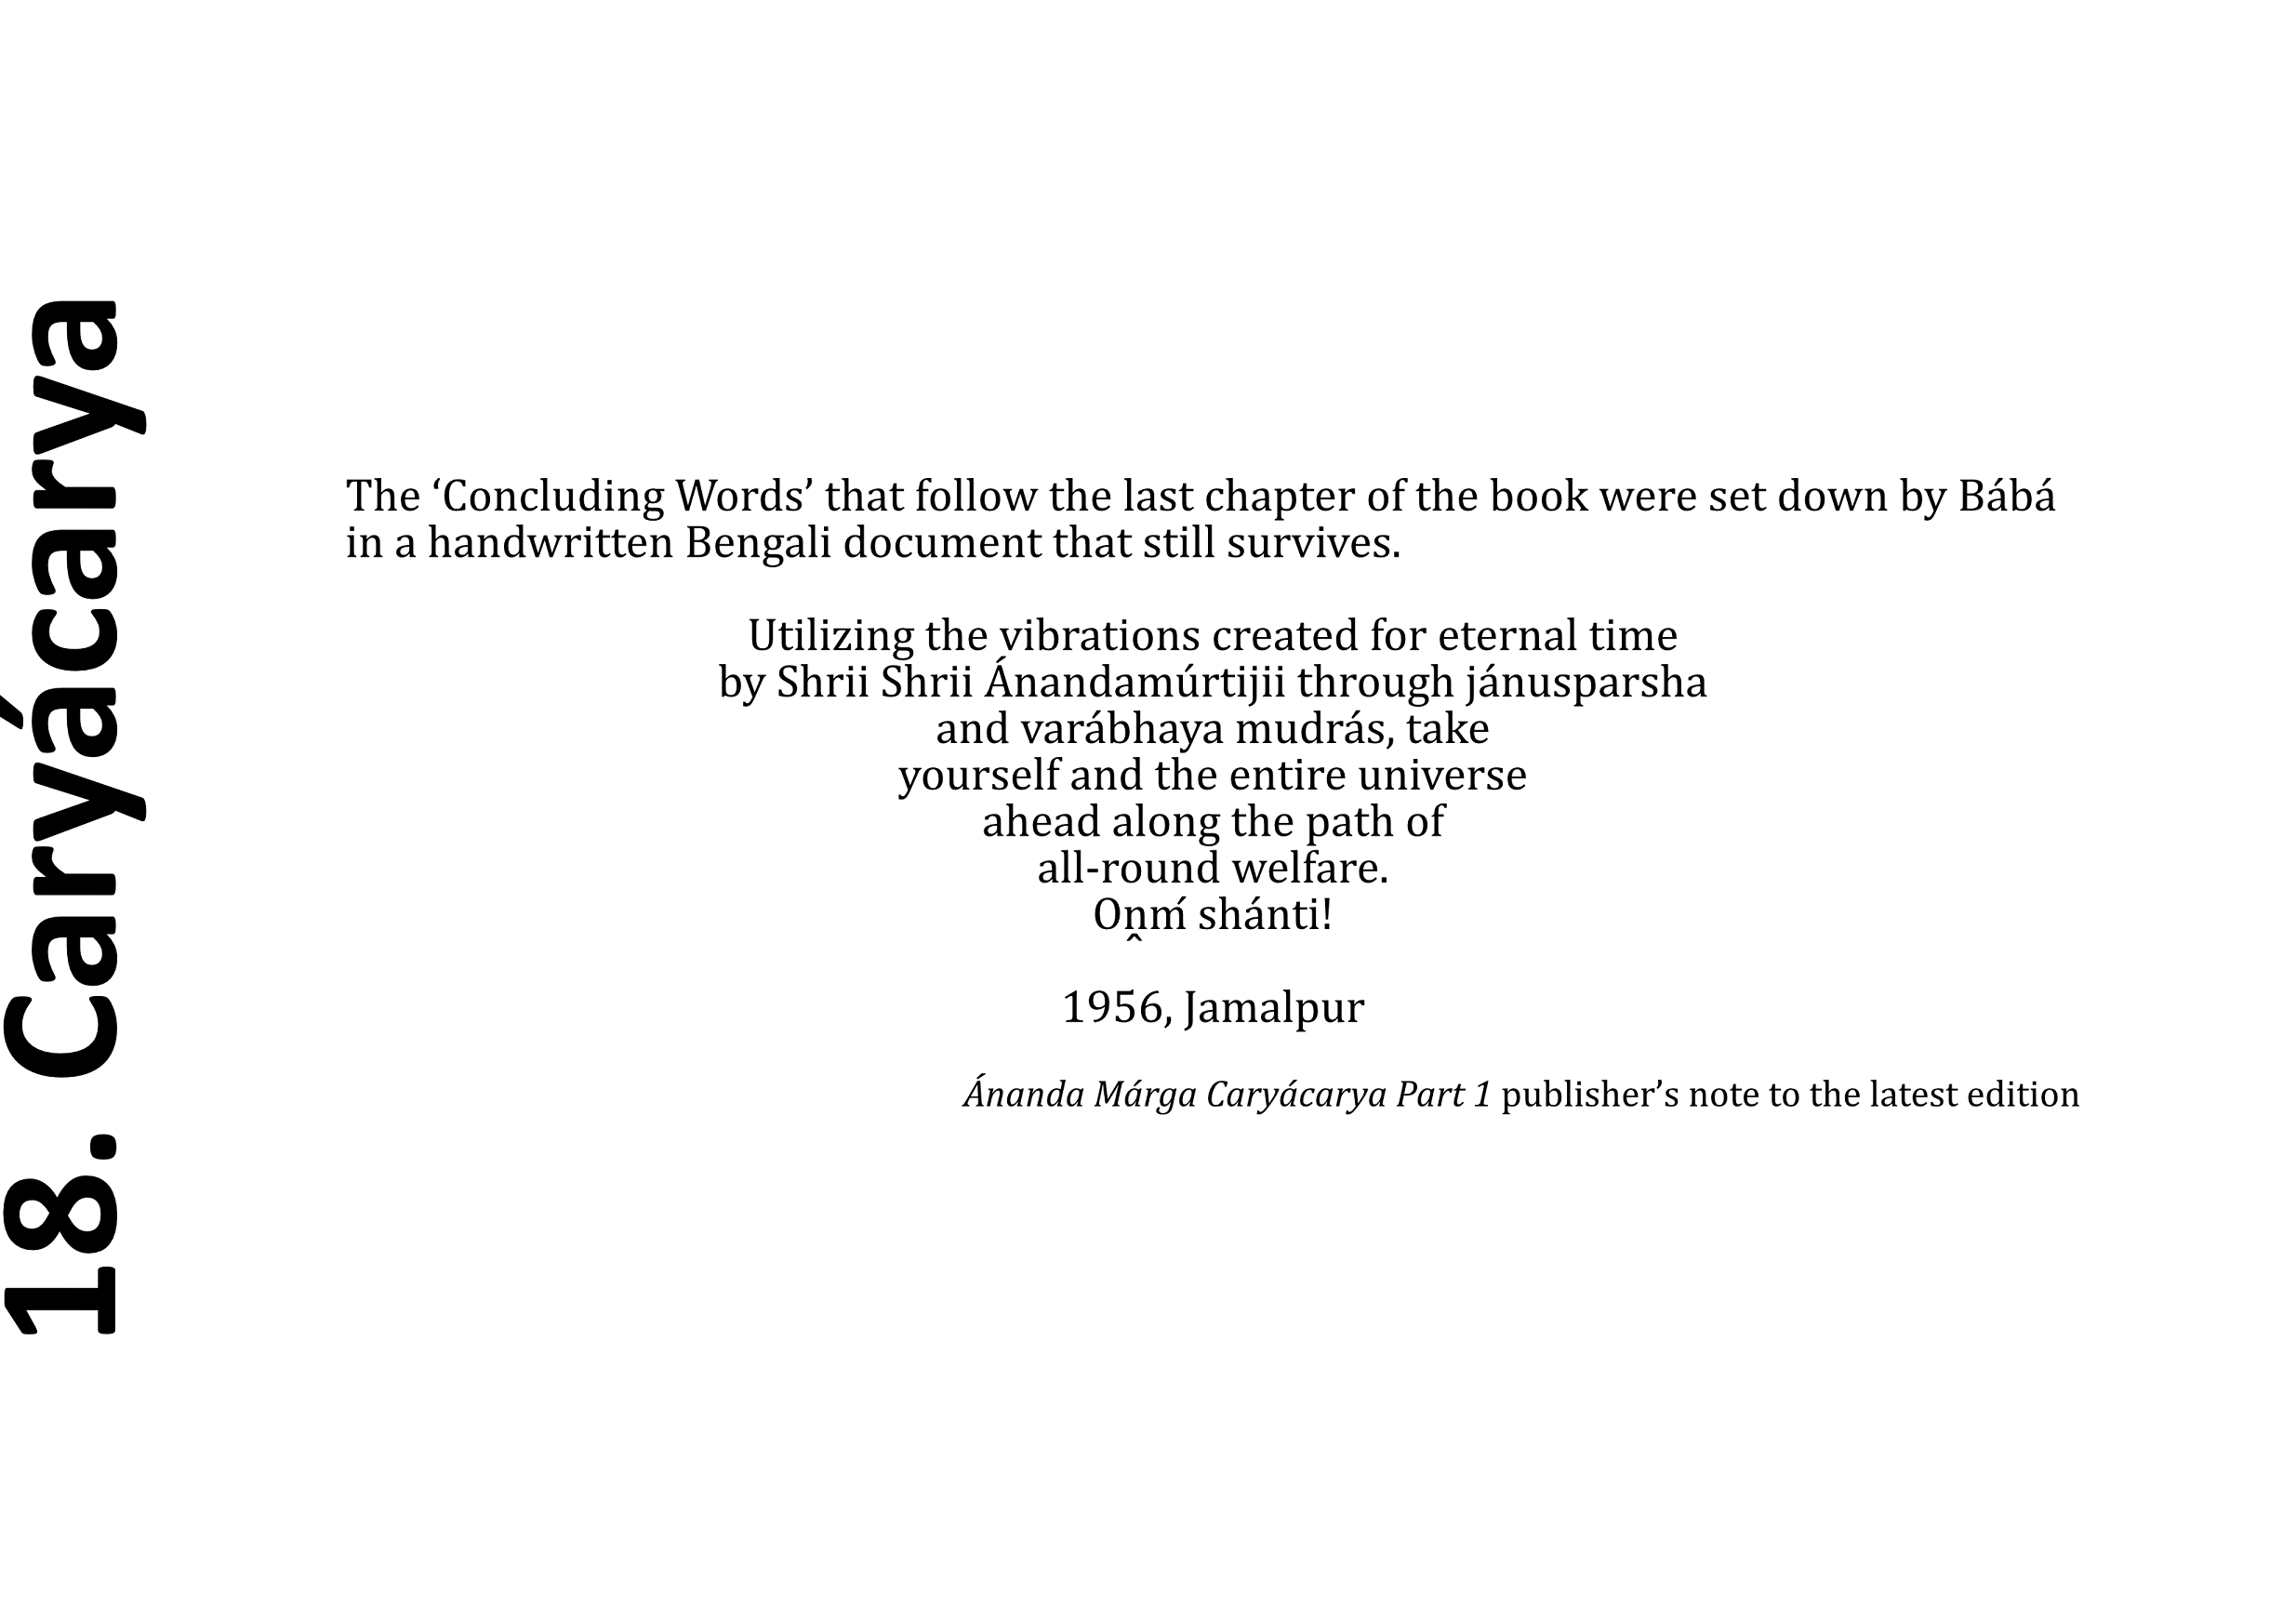 18. Caryácarya
The ‘Concluding Words’ that follow the last chapter of the book were set down by Bábá
in a handwritten Bengali document that still survives.
Utilizing the vibrations created for eternal time
by Shrii Shrii Ánandamúrtijii through jánusparsha
and varábhaya mudrás, take
yourself and the entire universe
ahead along the path of
all-round welfare.
Oṋḿ shánti!
1956, Jamalpur
Ánanda Márga Caryácarya Part 1 publisher’s note to the latest edition